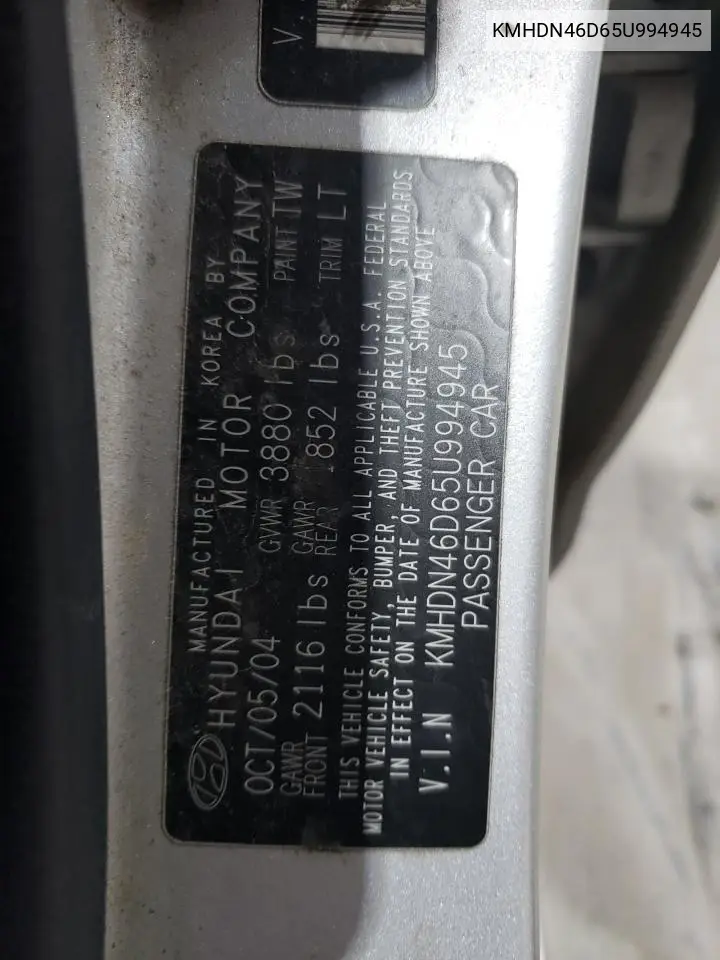 KMHDN46D65U994945
V.
MANUFACTURED IN KOREA BY
HYUNDAI MOTOR COMPANY
OCT/05/04 GVWR 3880 lbs PAINT TW
GAWR FRONT 2116 lbs GAWR REAR 1852 lbs TRIM LT
THIS VEHICLE CONFORMS TO ALL APPLICABLE U.S.A. FEDERAL
MOTOR VEHICLE SAFETY, BUMPER, AND THEFT PREVENTION STANDARDS
IN EFFECT ON THE DATE OF MANUFACTURE SHOWN ABOVE
V.I.N KMHDN46D65U994945
PASSENGER CAR